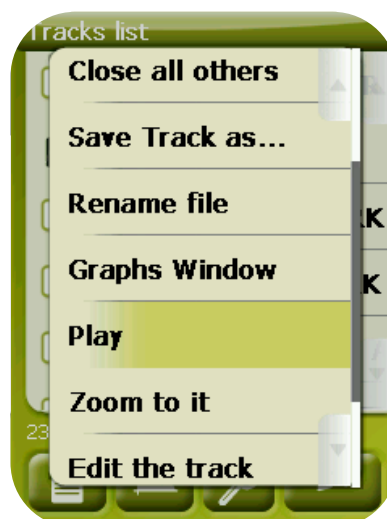 Tracks list
Close all others
Save Track as...
Rename file
RK
Graphs Window
K
Play
Zoom to it
23
Edit the track